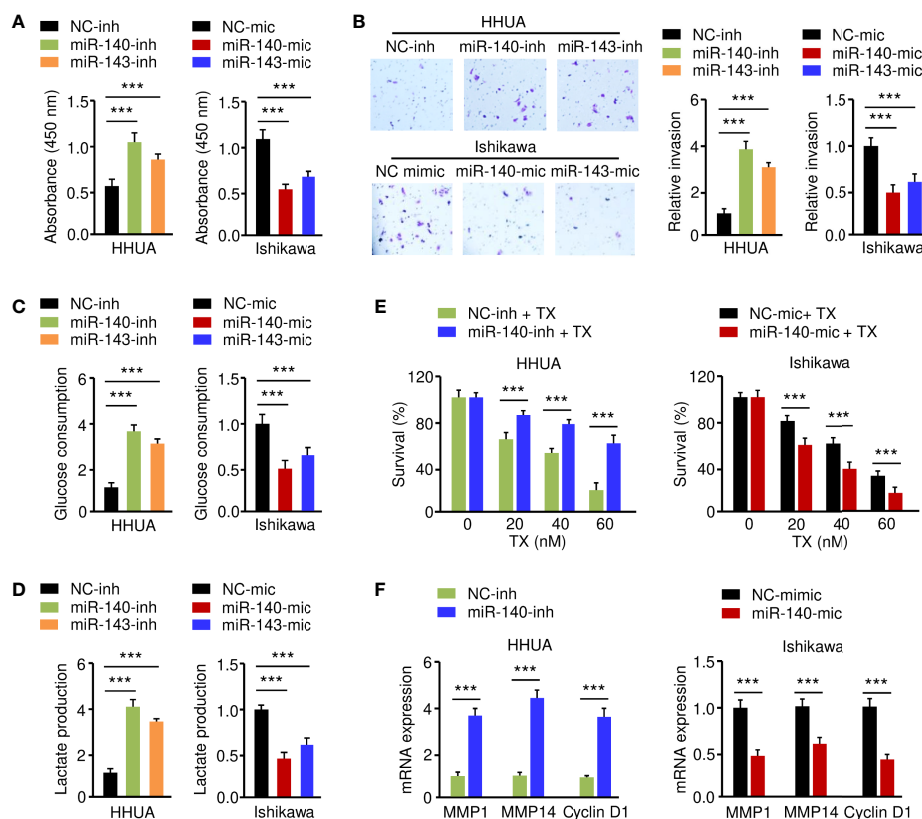 A
NC-inh
miR-140-inh
miR-143-inh
NC-mic
miR-140-mic
miR-143-mic
Absorbance (450 nm)
1.5
1.0
0.5
0.0
***
***
HHUA
Absorbance (450 nm)
1.5
1.0
0.5
0.0
***
***
Ishikawa
B
HHUA
NC-inh miR-140-inh miR-143-inh
Ishikawa
NC mimic miR-140-mic miR-143-mic
NC-inh
miR-140-inh
miR-143-inh
NC-mic
miR-140-mic
miR-143-mic
Relative invasion
6
4
2
0
***
***
HHUA
Relative invasion
1.5
1.0
0.5
0.0
***
***
Ishikawa
C
NC-inh
miR-140-inh
miR-143-inh
NC-mic
miR-140-mic
miR-143-mic
Glucose consumption
6
4
2
0
***
***
HHUA
Glucose consumption
1.5
1.0
0.5
0.0
***
***
Ishikawa
E
NC-inh + TX
miR-140-inh + TX
HHUA
Survival (%)
120
80
40
0
*** *** ***
0 20 40 60
TX (nM)
NC-mic+ TX
miR-140-mic + TX
Ishikawa
Survival (%)
120
80
40
0
*** *** ***
0 20 40 60
TX (nM)
D
NC-inh
miR-140-inh
miR-143-inh
NC-mic
miR-140-mic
miR-143-mic
Lactate production
6
4
2
0
***
***
HHUA
Lactate production
1.5
1.0
0.5
0.0
***
***
Ishikawa
F
NC-inh
miR-140-inh
HHUA
mRNA expression
6
4
2
0
*** *** ***
MMP1 MMP14 Cyclin D1
NC-mimic
miR-140-mic
Ishikawa
mRNA expression
1.5
1.0
0.5
0.0
*** *** ***
MMP1 MMP14 Cyclin D1